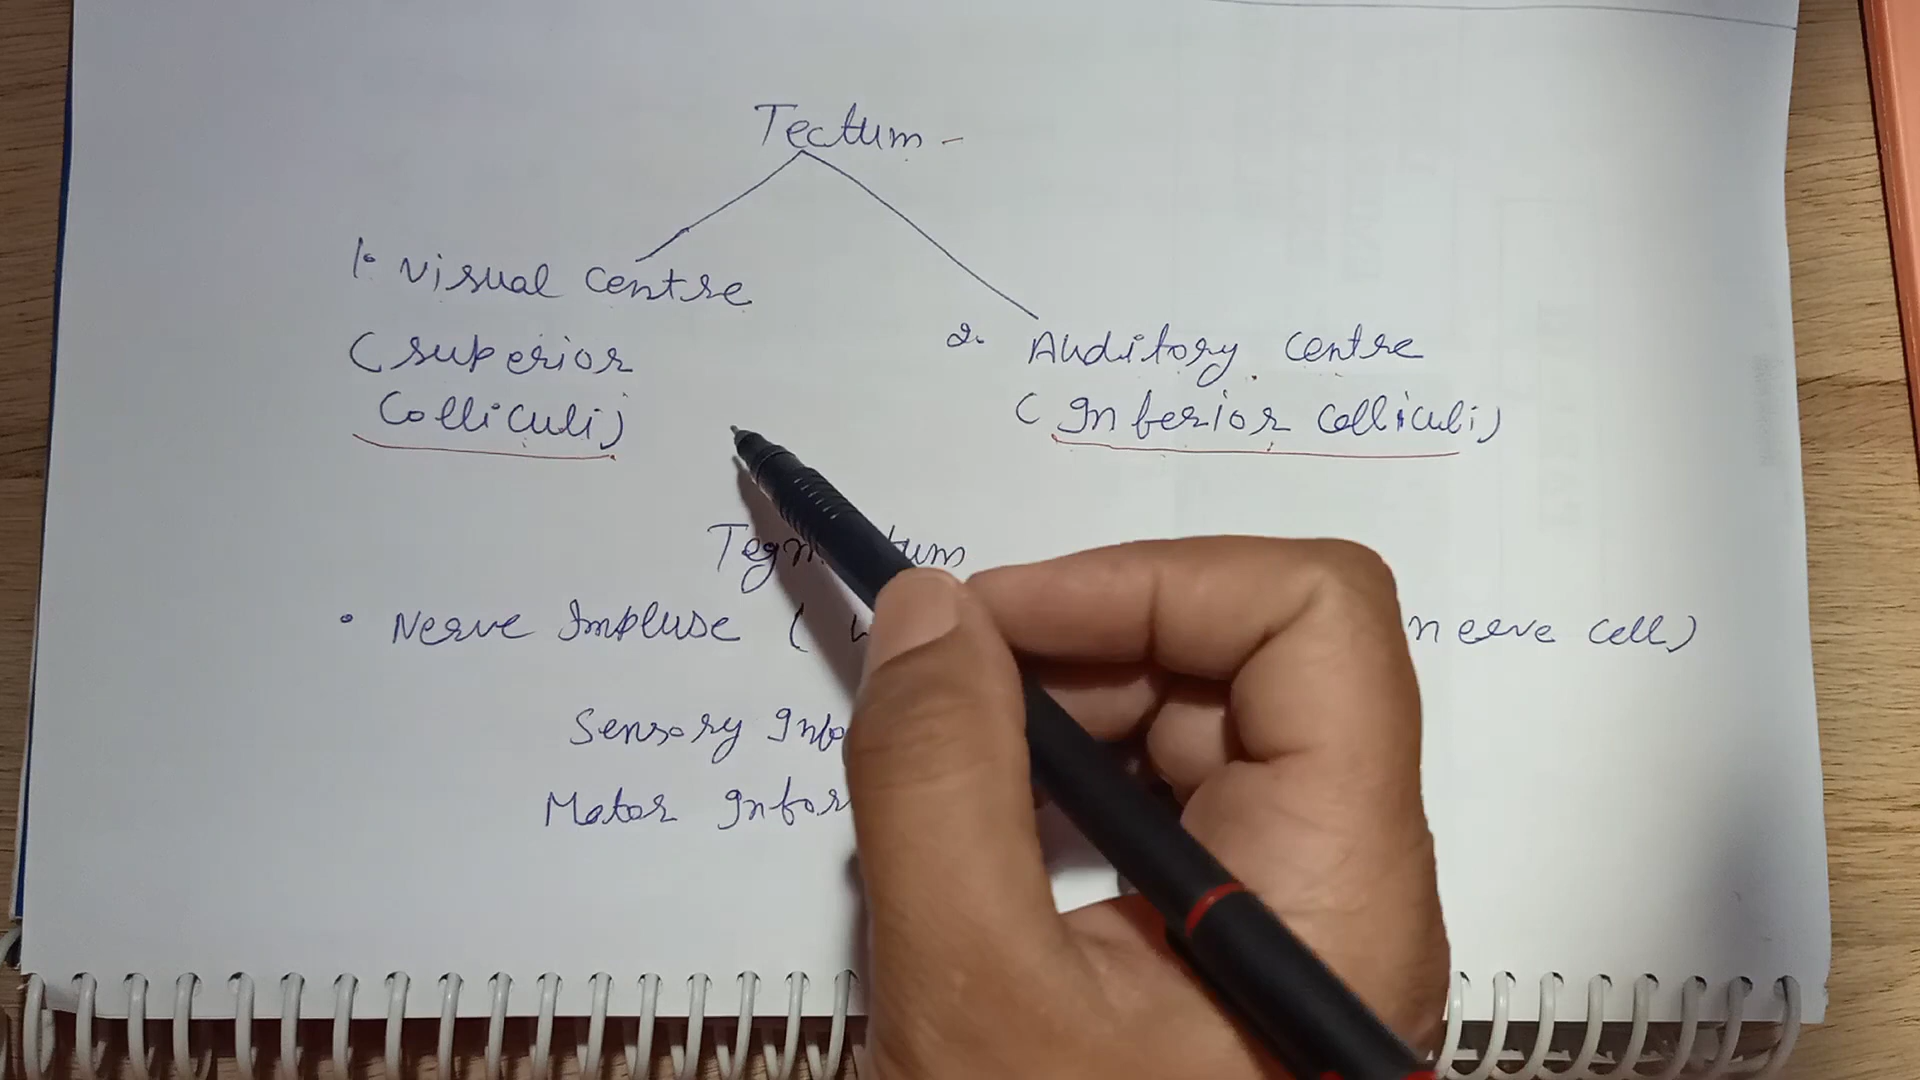 Tectum -
1. Visual Centre
(Superior
Colliculi)
2. Auditory Centre
(Inferior Colliculi)
Nerve Impluse ( nerve cell)
Sensory
Motor